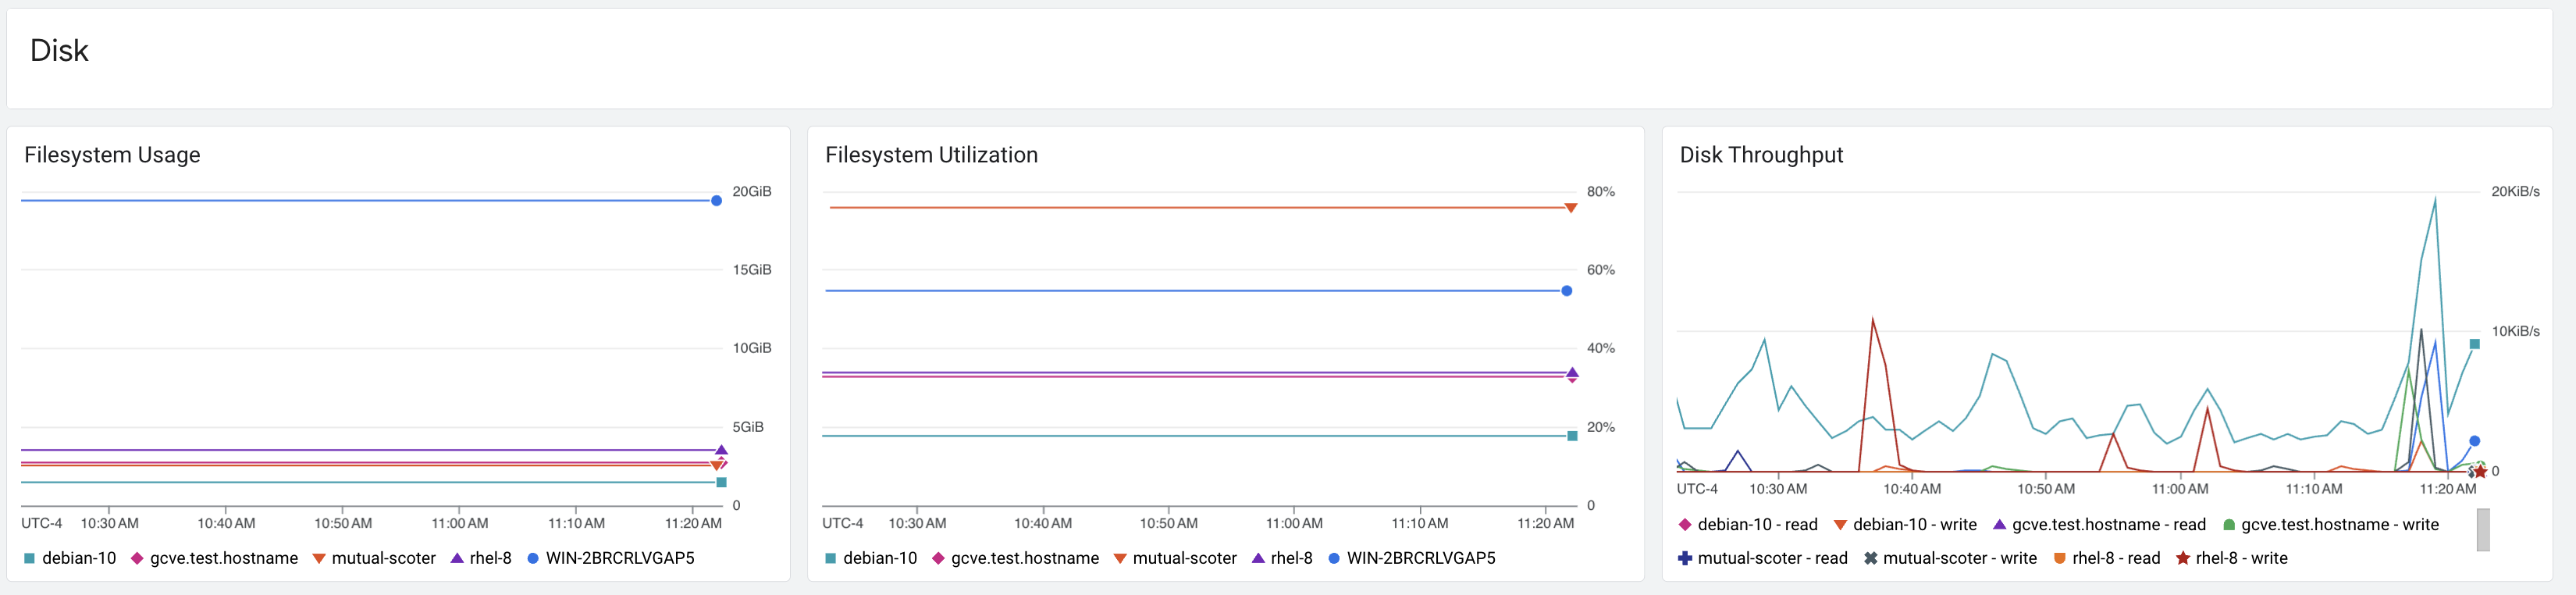 Disk
Filesystem Usage
20GiB
15GiB
10GiB
5GiB
0
UTC-4 10:30 AM 10:40 AM 10:50 AM 11:00 AM 11:10 AM 11:20 AM
debian-10 gcve.test.hostname mutual-scoter rhel-8 WIN-2BRCRLVGAP5
Filesystem Utilization
80%
60%
40%
20%
0
UTC-4 10:30 AM 10:40 AM 10:50 AM 11:00 AM 11:10 AM 11:20 AM
debian-10 gcve.test.hostname mutual-scoter rhel-8 WIN-2BRCRLVGAP5
Disk Throughput
20KiB/s
10KiB/s
0
UTC-4 10:30 AM 10:40 AM 10:50 AM 11:00 AM 11:10 AM 11:20 AM
debian-10 - read debian-10 - write gcve.test.hostname - read gcve.test.hostname - write
mutual-scoter - read mutual-scoter - write rhel-8 - read rhel-8 - write